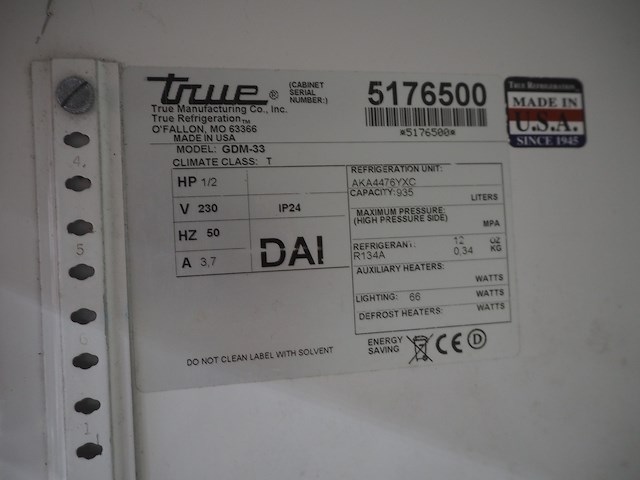 true® (CABINET SERIAL NUMBER:) 5176500
*5176500*
True Manufacturing Co., Inc.
True Refrigeration™
O'FALLON, MO 63366
MADE IN USA
MODEL: GDM-33
CLIMATE CLASS: T
TRUE REFRIGERATION
MADE IN
U.S.A.
SINCE 1945
HP 1/2
V 230 IP24
HZ 50
A 3,7
DAI
REFRIGERATION UNIT:
AKA4476YXC
CAPACITY: 935 LITERS
MAXIMUM PRESSURE:
(HIGH PRESSURE SIDE) MPA
REFRIGERANT: 12 OZ
R134A 0,34 KG
AUXILIARY HEATERS:
WATTS
LIGHTING: 66 WATTS
DEFROST HEATERS: WATTS
DO NOT CLEAN LABEL WITH SOLVENT
ENERGY SAVING CE D
4
5
6
1